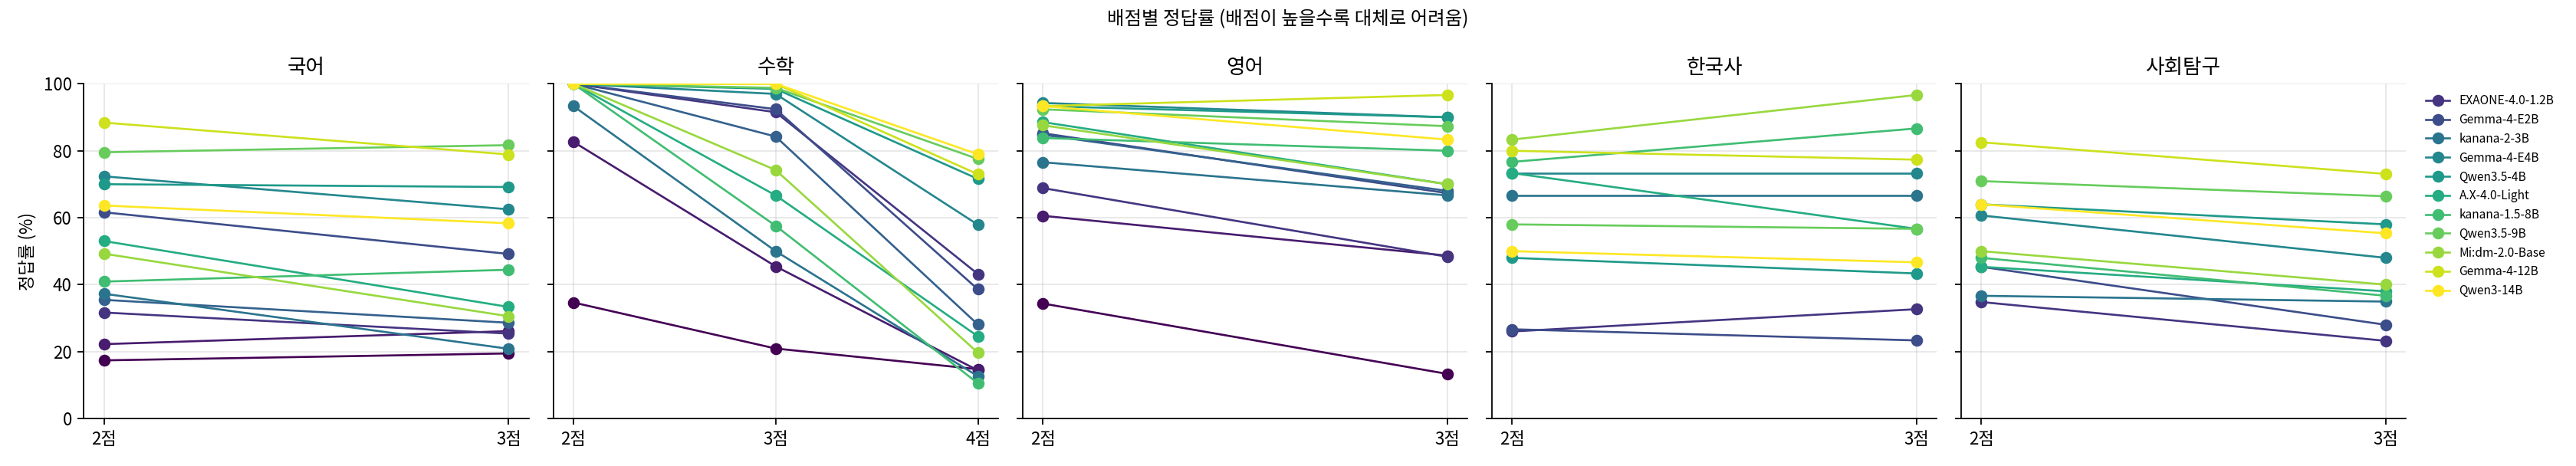 배점별 정답률 (배점이 높을수록 대체로 어려움)
국어
수학
영어
한국사
사회탐구
정답률 (%)
100
80
60
40
20
0
2점 3점
2점 3점 4점
2점 3점
2점 3점
2점 3점
EXAONE-4.0-1.2B
Gemma-4-E2B
kanana-2-3B
Gemma-4-E4B
Qwen3.5-4B
A.X-4.0-Light
kanana-1.5-8B
Qwen3.5-9B
Mi:dm-2.0-Base
Gemma-4-12B
Qwen3-14B